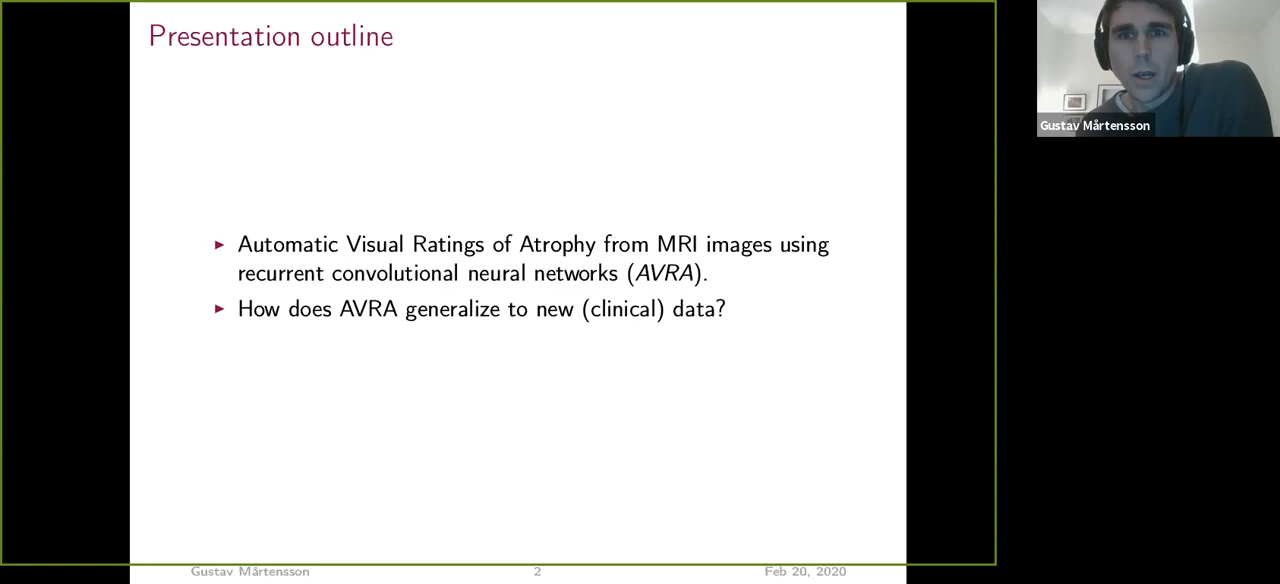 Presentation outline
Gustav Mårtensson
► Automatic Visual Ratings of Atrophy from MRI images using
recurrent convolutional neural networks (AVRA).
► How does AVRA generalize to new (clinical) data?
Gustav Mårtensson 2 Feb 20, 2020